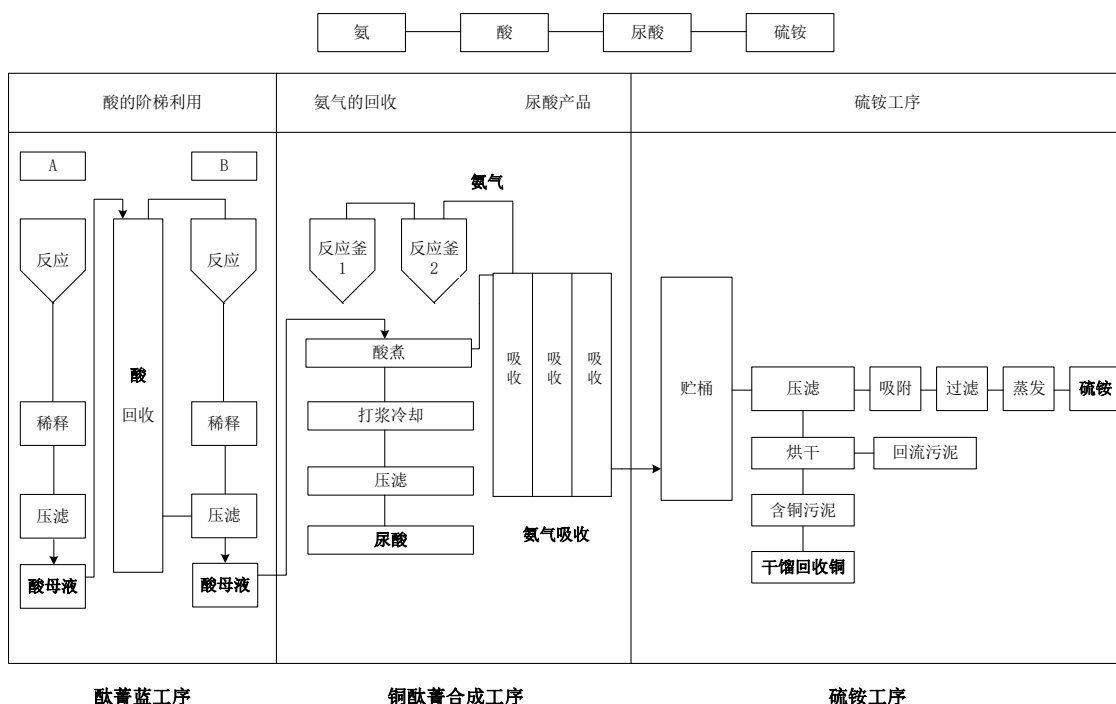 氨
酸
尿酸
硫铵
酸的阶梯利用
氨气的回收
尿酸产品
硫铵工序
A
B
氨气
反应
反应
反应釜
1
反应釜
2
酸
回收
酸煮
吸
收
吸
收
吸
收
贮桶
压滤
吸附
过滤
蒸发
硫铵
稀释
稀释
打浆冷却
烘干
回流污泥
压滤
压滤
压滤
含铜污泥
尿酸
氨气吸收
干馏回收铜
酸母液
酸母液
酞菁蓝工序
铜酞菁合成工序
硫铵工序